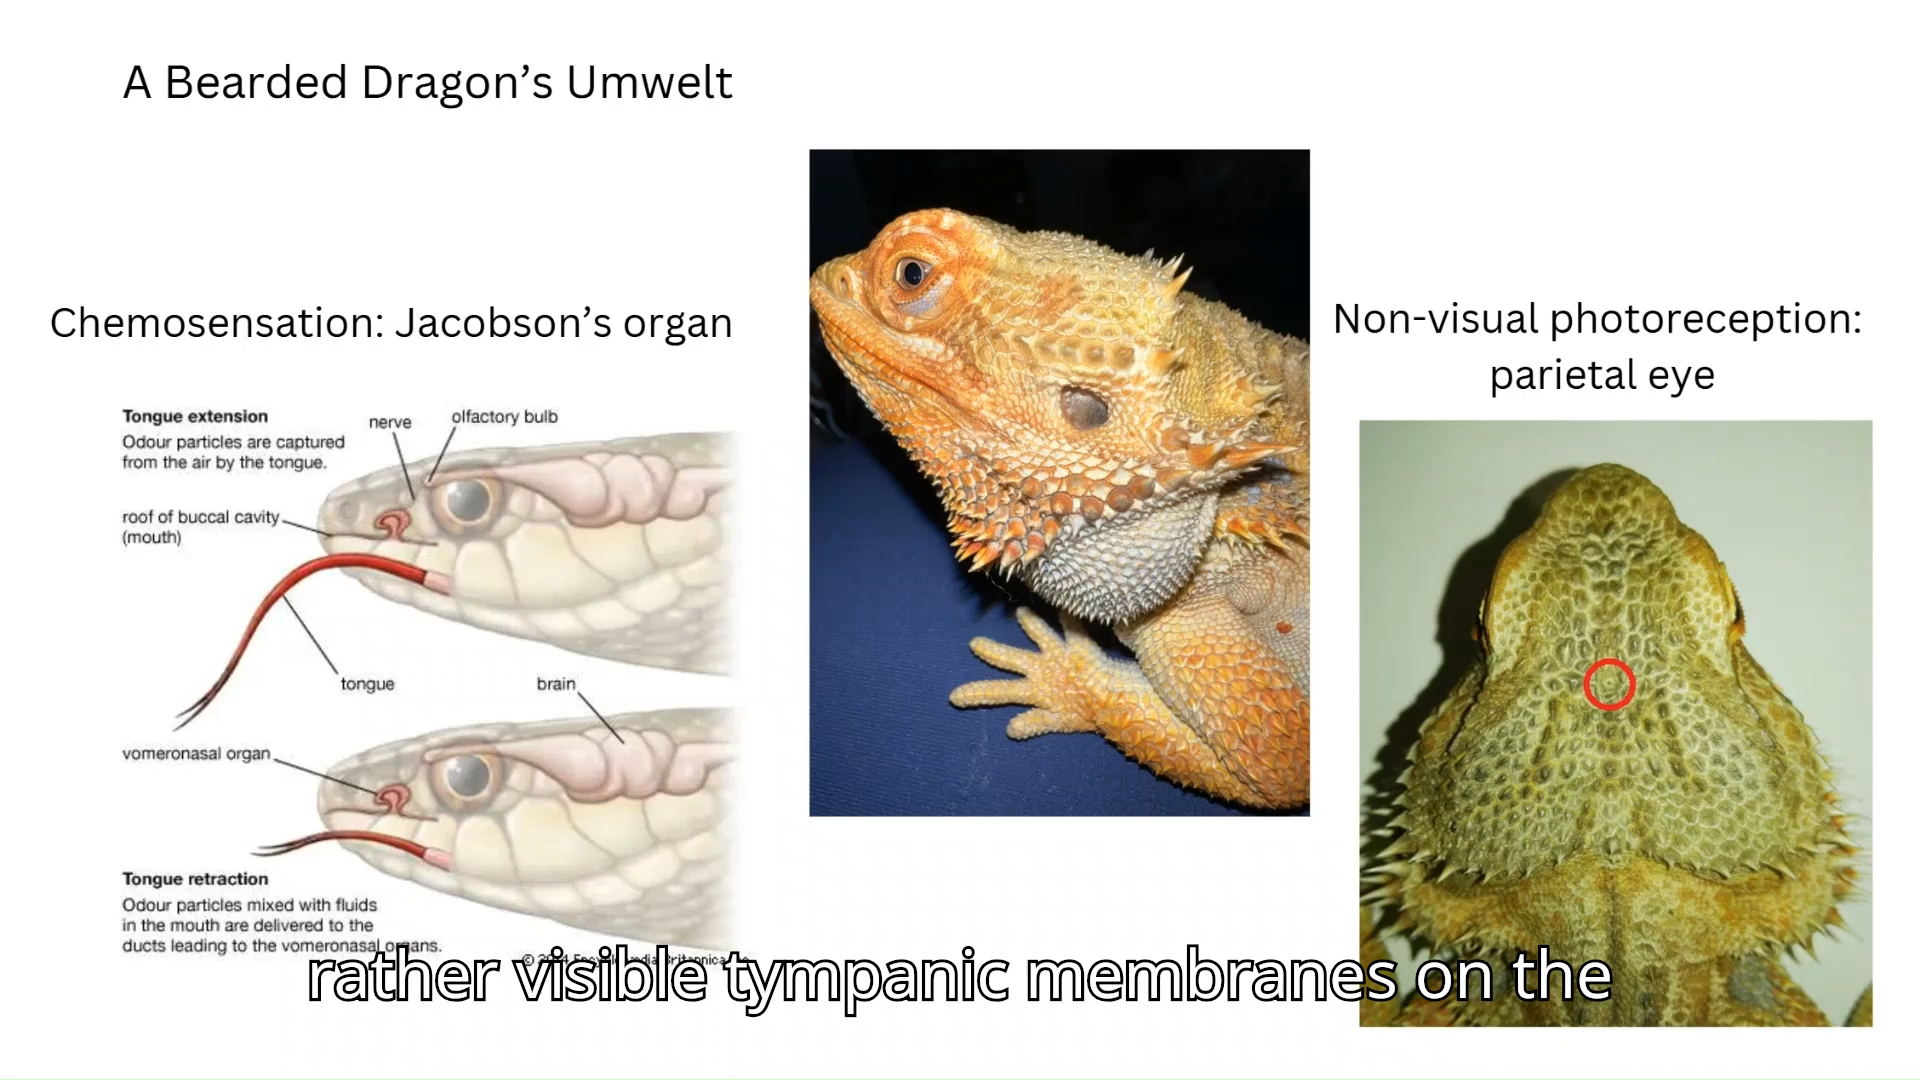 A Bearded Dragon’s Umwelt
Chemosensation: Jacobson’s organ
Tongue extension
Odour particles are captured
from the air by the tongue.
nerve
olfactory bulb
roof of buccal cavity
(mouth)
tongue
brain
vomeronasal organ
Tongue retraction
Odour particles mixed with fluids
in the mouth are delivered to the
ducts leading to the vomeronasal organs.
Non-visual photoreception:
parietal eye
rather visible tympanic membranes on the